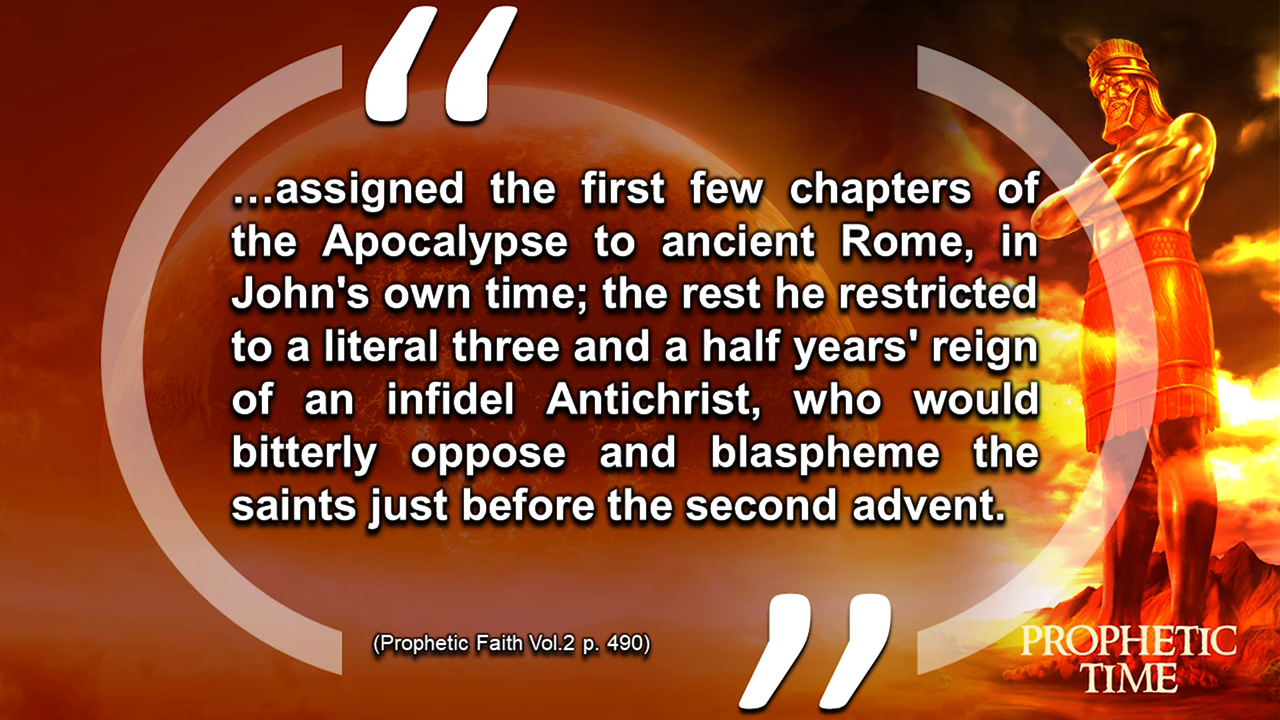 “
…assigned the first few chapters of
the Apocalypse to ancient Rome, in
John's own time; the rest he restricted
to a literal three and a half years' reign
of an infidel Antichrist, who would
bitterly oppose and blaspheme the
saints just before the second advent.
”
(Prophetic Faith Vol.2 p. 490)
PROPHETIC
TIME